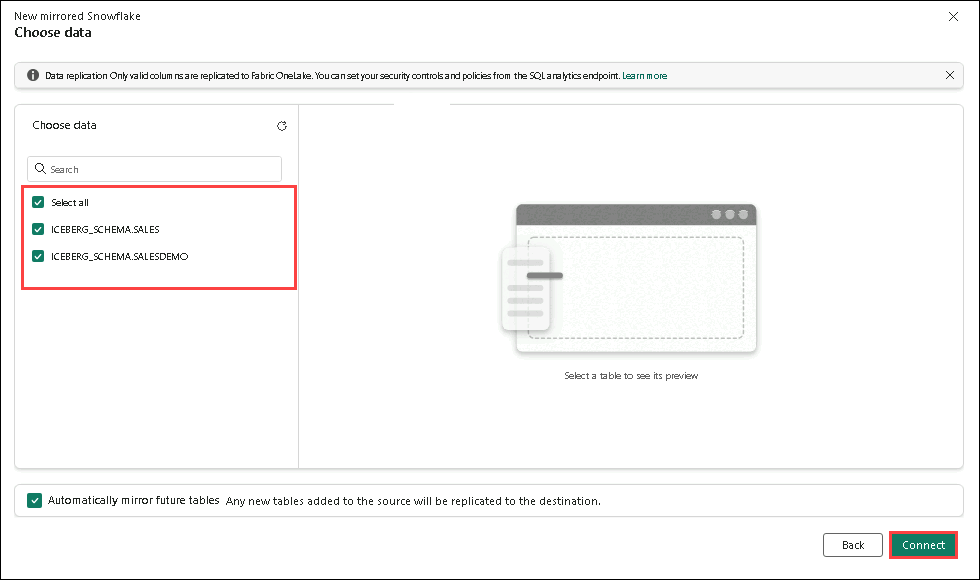 New mirrored Snowflake
Choose data
Data replication Only valid columns are replicated to Fabric OneLake. You can set your security controls and policies from the SQL analytics endpoint. Learn more
Choose data
Search
Select all
ICEBERG_SCHEMA.SALES
ICEBERG_SCHEMA.SALESDEMO
Select a table to see its preview
Automatically mirror future tables Any new tables added to the source will be replicated to the destination.
Back Connect